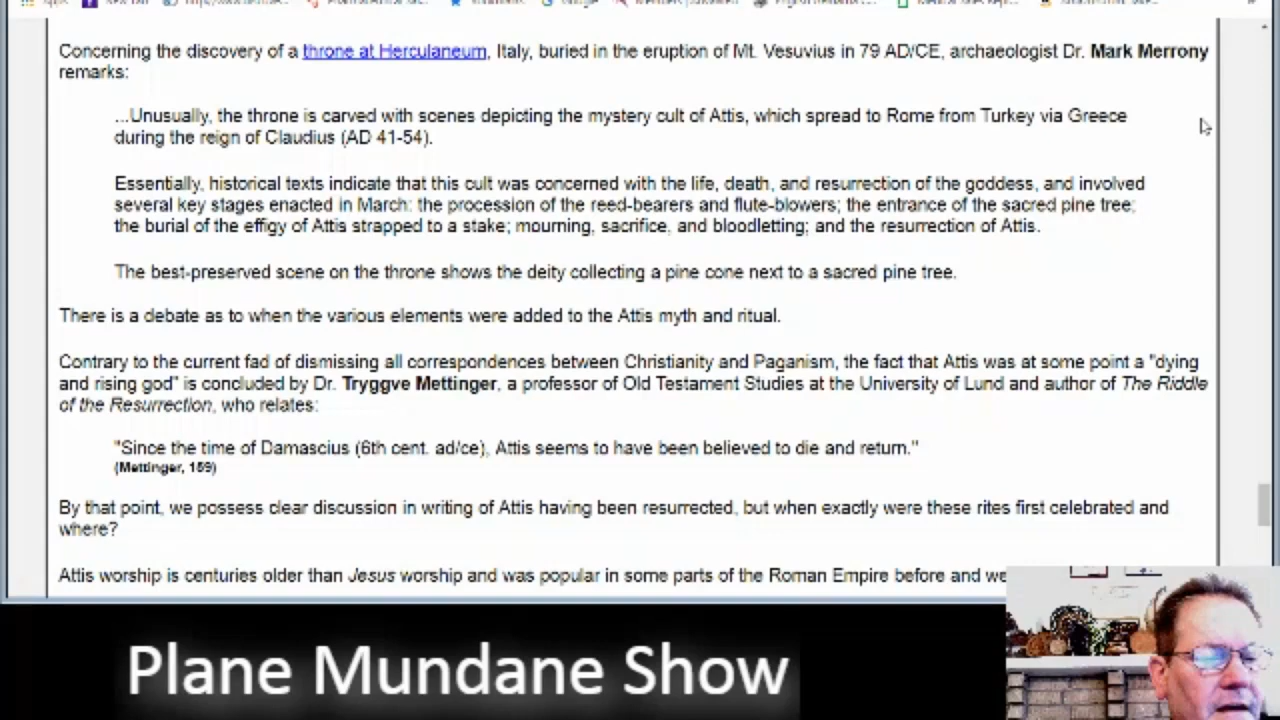 Concerning the discovery of a throne at Herculaneum, Italy, buried in the eruption of Mt. Vesuvius in 79 AD/CE, archaeologist Dr. Mark Merrony
remarks:
...Unusually, the throne is carved with scenes depicting the mystery cult of Attis, which spread to Rome from Turkey via Greece
during the reign of Claudius (AD 41-54).
Essentially, historical texts indicate that this cult was concerned with the life, death, and resurrection of the goddess, and involved
several key stages enacted in March: the procession of the reed-bearers and flute-blowers; the entrance of the sacred pine tree;
the burial of the effigy of Attis strapped to a stake; mourning, sacrifice, and bloodletting; and the resurrection of Attis.
The best-preserved scene on the throne shows the deity collecting a pine cone next to a sacred pine tree.
There is a debate as to when the various elements were added to the Attis myth and ritual.
Contrary to the current fad of dismissing all correspondences between Christianity and Paganism, the fact that Attis was at some point a "dying
and rising god" is concluded by Dr. Tryggve Mettinger, a professor of Old Testament Studies at the University of Lund and author of The Riddle
of the Resurrection, who relates:
"Since the time of Damascius (6th cent. ad/ce), Attis seems to have been believed to die and return."
(Mettinger, 159)
By that point, we possess clear discussion in writing of Attis having been resurrected, but when exactly were these rites first celebrated and
where?
Attis worship is centuries older than Jesus worship and was popular in some parts of the Roman Empire before and we
Plane Mundane Show